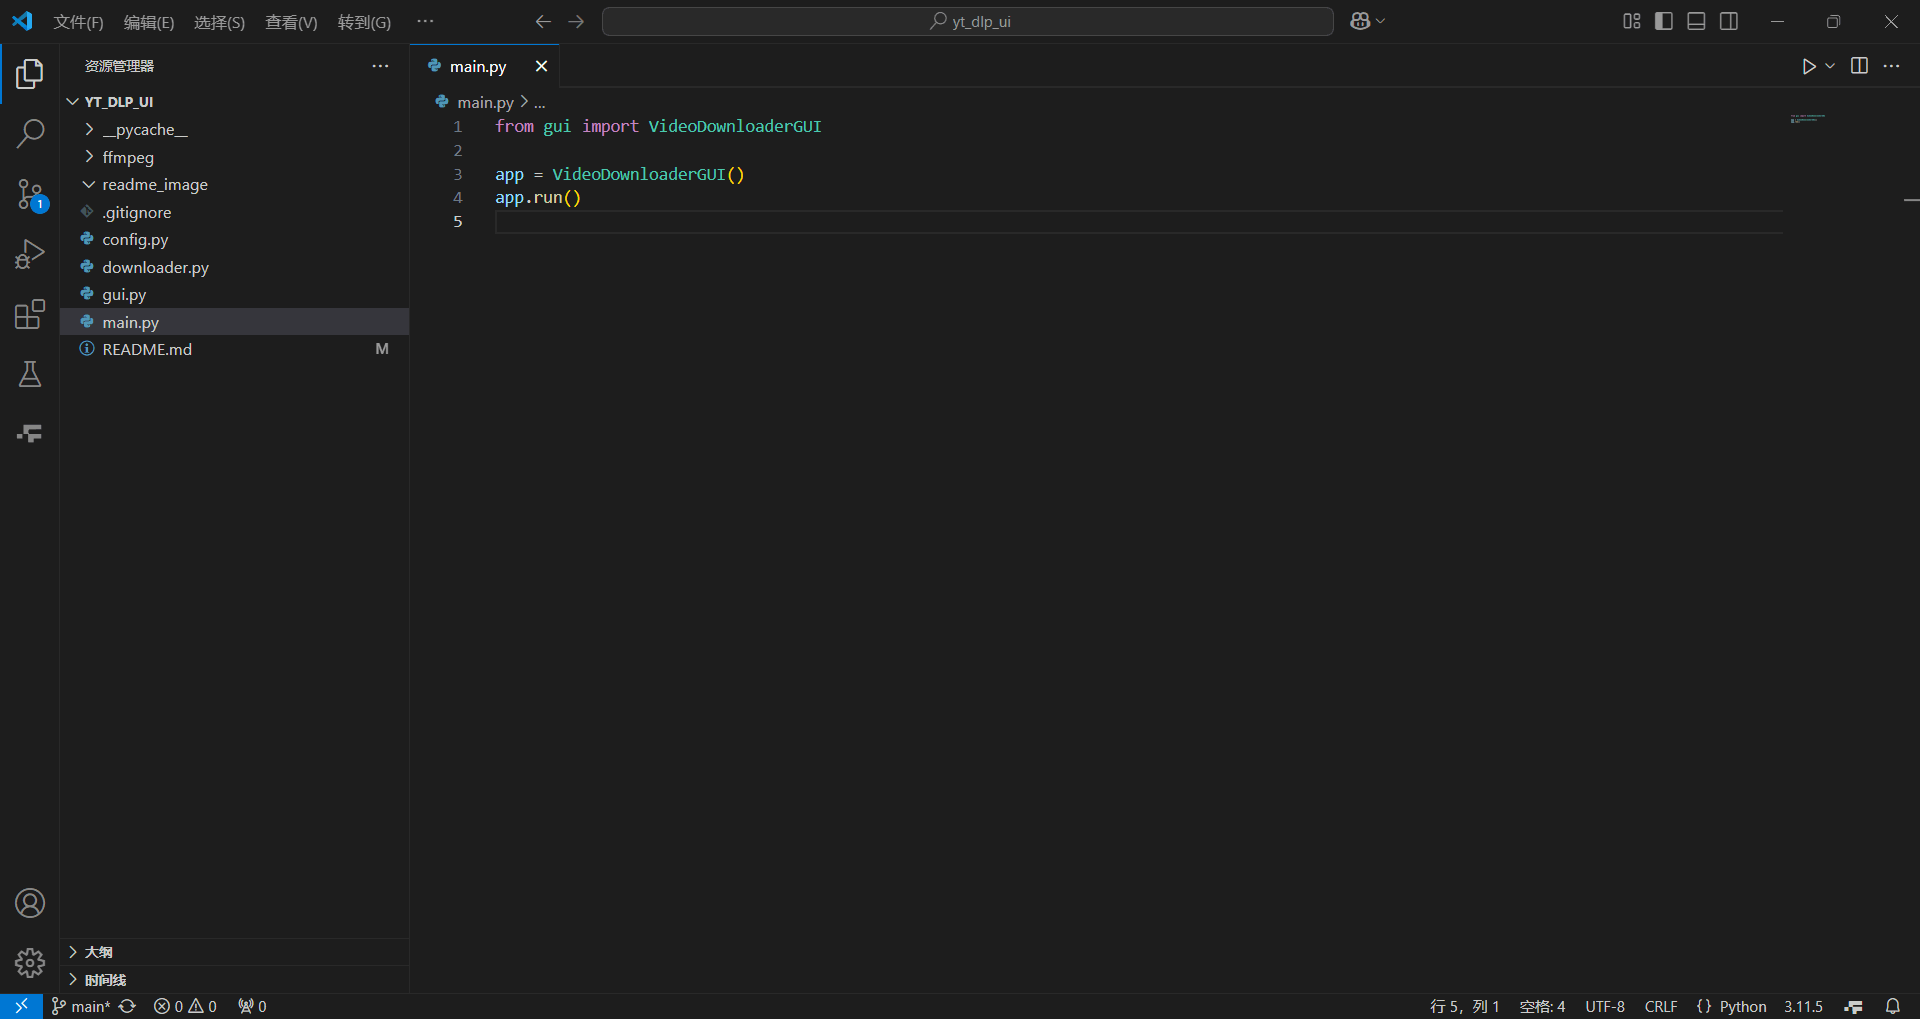 文件(F) 编辑(E) 选择(S) 查看(V) 转到(G) ··· yt_dlp_ui
资源管理器 ···
YT_DLP_UI
__pycache__
ffmpeg
readme_image
.gitignore
config.py
downloader.py
gui.py
main.py
README.md M
大纲
时间线
main.py
main.py > ...
1 from gui import VideoDownloaderGUI
2
3 app = VideoDownloaderGUI()
4 app.run()
5
1
main* 0 0 0 行 5，列 1 空格: 4 UTF-8 CRLF {} Python 3.11.5